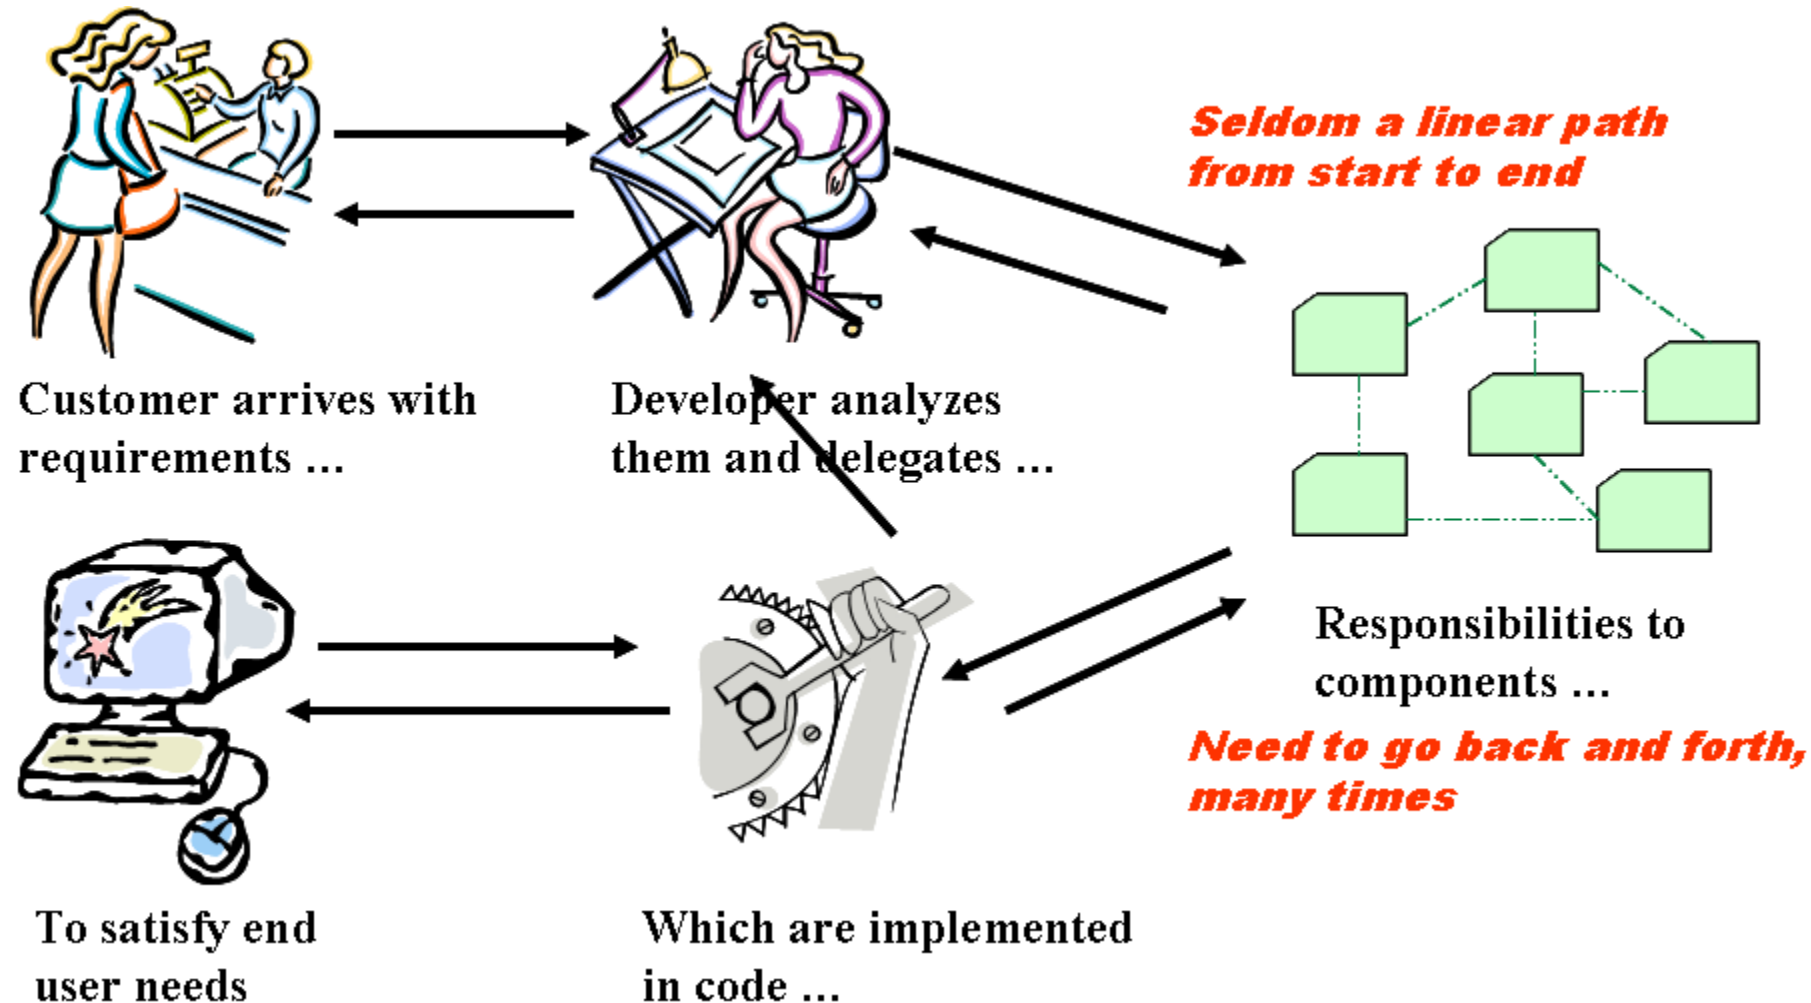 Seldom a linear path
from start to end
Customer arrives with
requirements ...
Developer analyzes
them and delegates ...
Responsibilities to
components ...
Need to go back and forth,
many times
To satisfy end
user needs
Which are implemented
in code ...